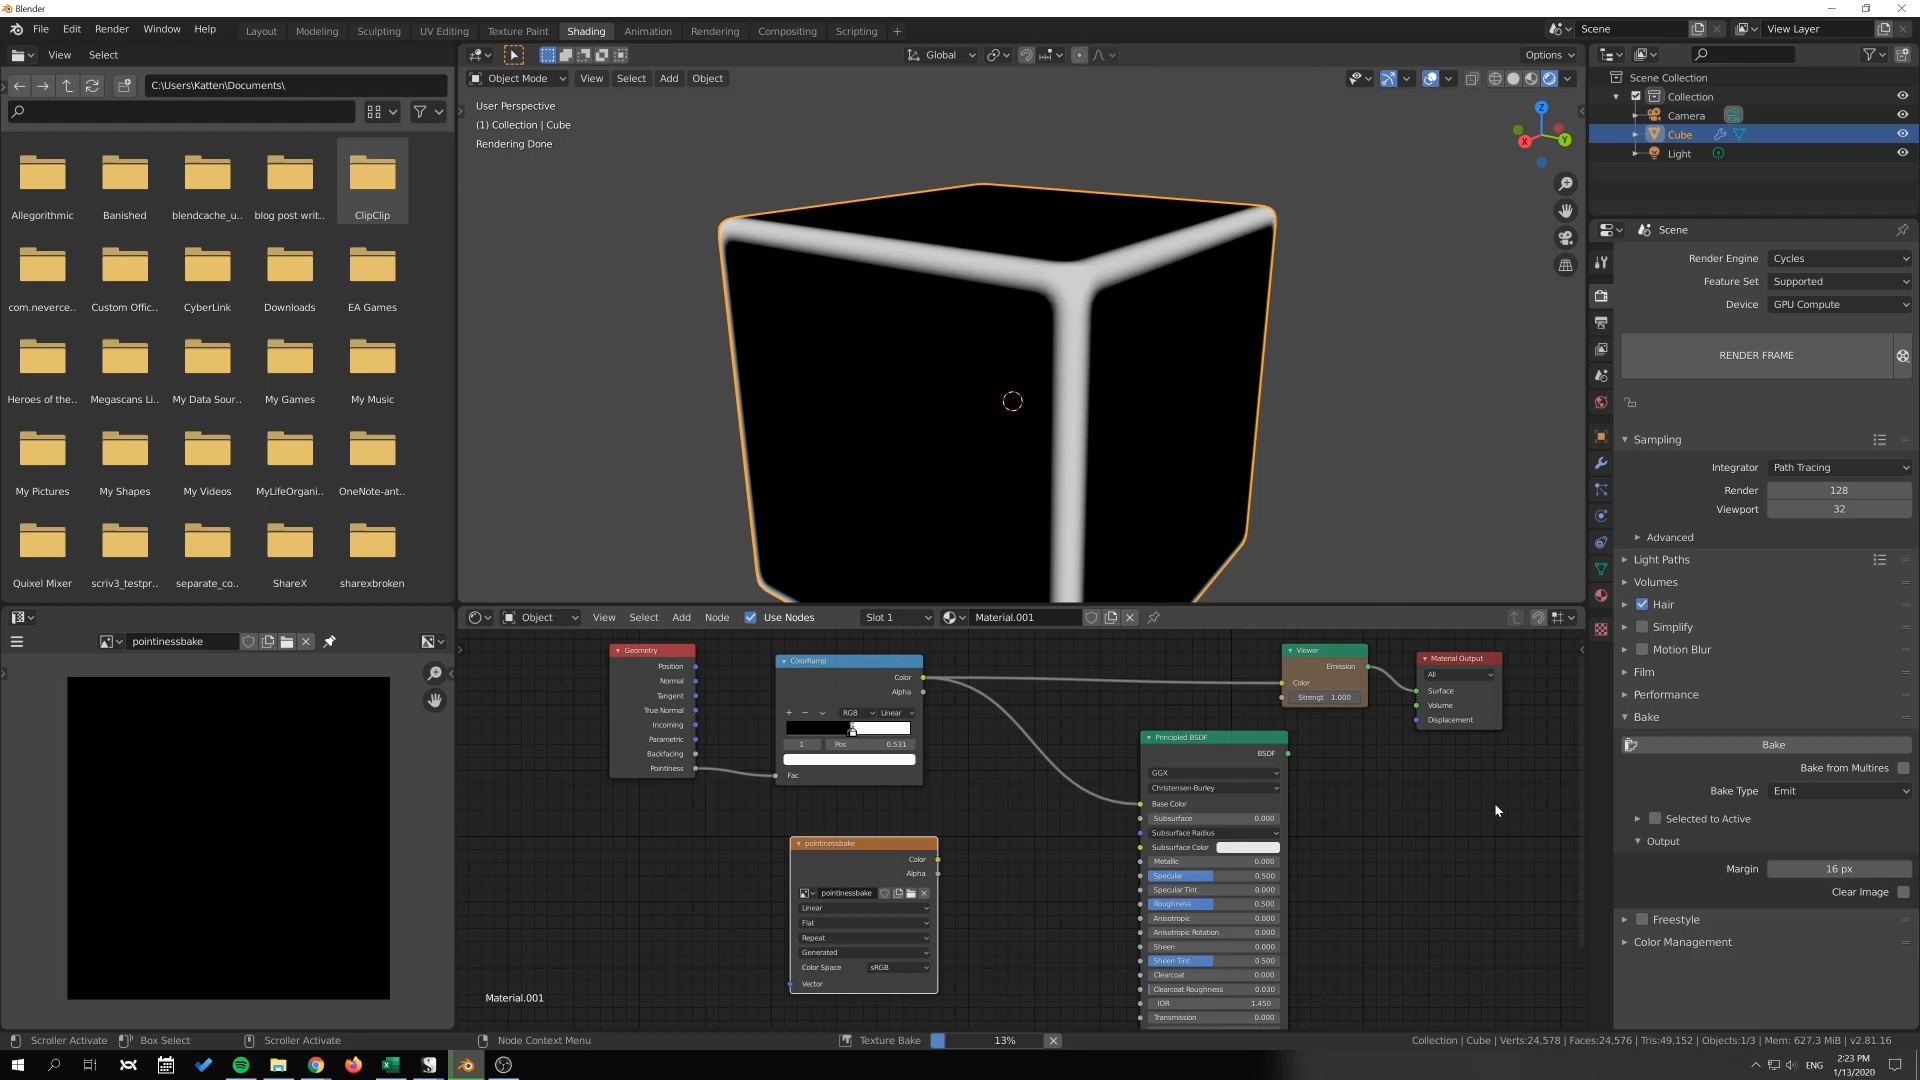 Blender
File Edit Render Window Help
Layout Modeling Sculpting UV Editing Texture Paint Shading Animation Rendering Compositing Scripting +
Scene
View Layer
View Select
C:\Users\Katten\Documents\
Allegorithmic Banished blendcache_u.. blog post writ.. ClipClip
com.neverce.. Custom Offic.. CyberLink Downloads EA Games
Heroes of the.. Megascans Li.. My Data Sour.. My Games My Music
My Pictures My Shapes My Videos MyLifeOrgani.. OneNote-ant..
Quixel Mixer scriv3_testpr.. separate_co.. ShareX sharexbroken
Global
Options
Object Mode View Select Add Object
User Perspective
(1) Collection | Cube
Rendering Done
Z
X
Y
Scene Collection
Collection
Camera
Cube
Light
Scene
Render Engine Cycles
Feature Set Supported
Device GPU Compute
RENDER FRAME
Sampling
Integrator Path Tracing
Render 128
Viewport 32
Advanced
Light Paths
Volumes
Hair
Simplify
Motion Blur
Film
Performance
Bake
Bake
Bake from Multires
Bake Type Emit
Selected to Active
Output
Margin 16 px
Clear Image
Freestyle
Color Management
pointinessbake
Object View Select Add Node Use Nodes Slot 1 Material.001
Geometry
Position
Normal
Tangent
True Normal
Incoming
Parametric
Backfacing
Pointiness
ColorRamp
Color
Alpha
RGB Linear
1 Pos 0.531
Fac
pointinessbake
Color
Alpha
pointinessbake
Linear
Flat
Repeat
Generated
Color Space sRGB
Vector
Viewer
Emission
Color
Strengt 1.000
Material Output
All
Surface
Volume
Displacement
Principled BSDF
BSDF
GGX
Christensen-Burley
Base Color
Subsurface 0.000
Subsurface Radius
Subsurface Color
Metallic 0.000
Specular 0.500
Specular Tint 0.000
Roughness 0.500
Anisotropic 0.000
Anisotropic Rotation 0.000
Sheen 0.000
Sheen Tint 0.500
Clearcoat 0.000
Clearcoat Roughness 0.030
IOR 1.450
Transmission 0.000
Material.001
Scroller Activate Box Select Scroller Activate Node Context Menu Texture Bake 13% Collection | Cube | Verts:24,578 | Faces:24,576 | Tris:49,152 | Objects:1/3 | Mem: 627.3 MiB | v2.81.16
ENG
2:23 PM
1/13/2020